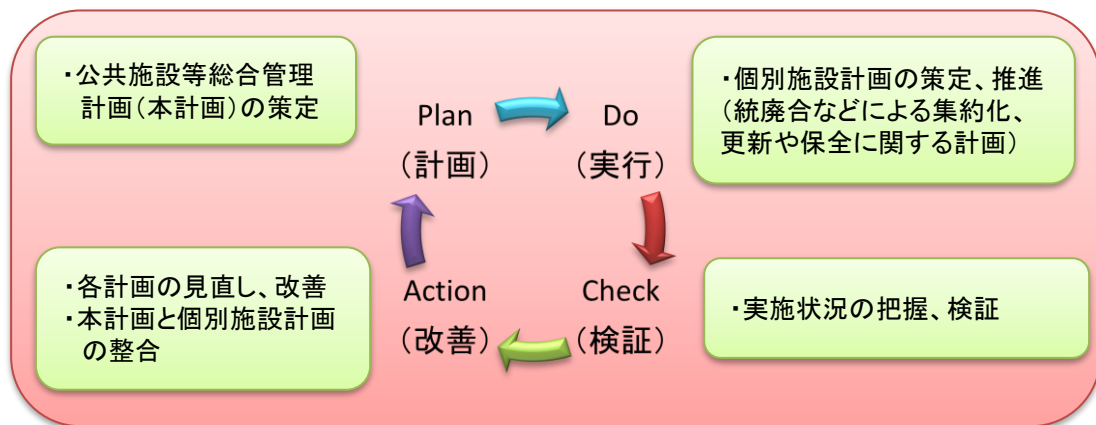 ・公共施設等総合管理
計画(本計画)の策定
Plan
(計画)
Do
(実行)
・個別施設計画の策定、推進
(統廃合などによる集約化、
更新や保全に関する計画)
・各計画の見直し、改善
・本計画と個別施設計画
の整合
Action
(改善)
Check
(検証)
・実施状況の把握、検証